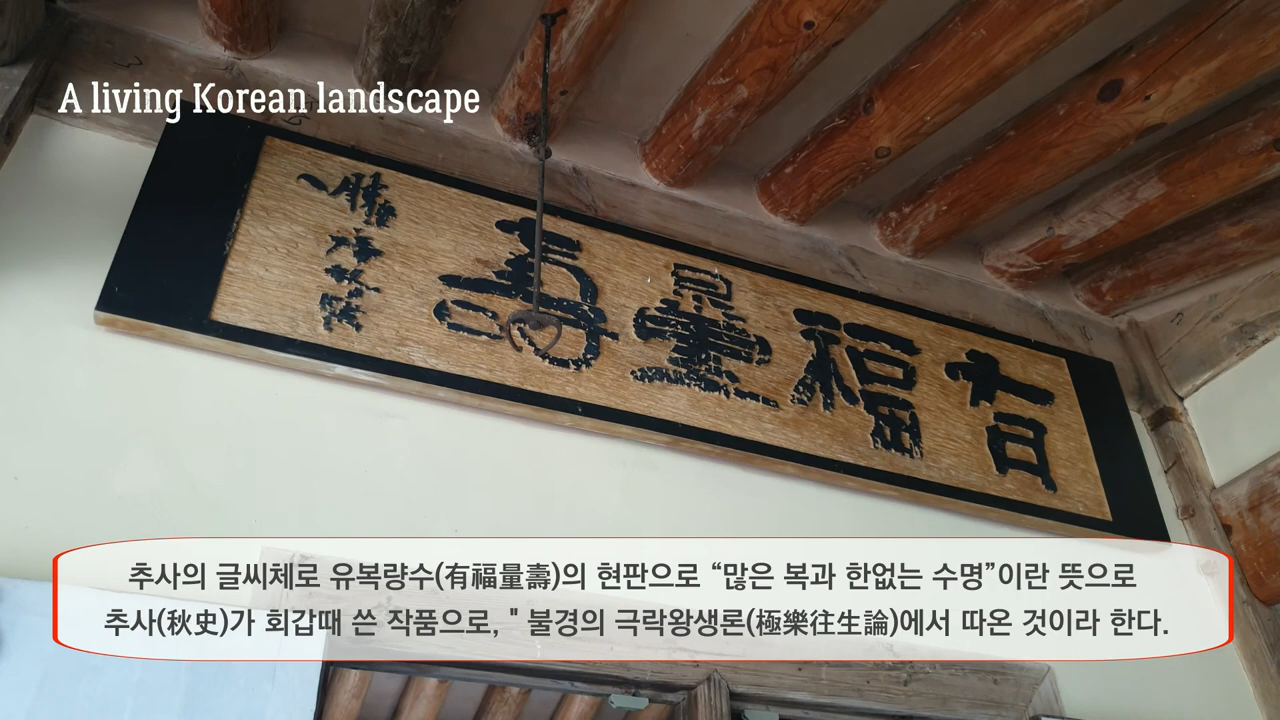 A living Korean landscape
有福量壽
추사의 글씨체로 유복량수(有福量壽)의 현판으로 “많은 복과 한없는 수명”이란 뜻으로
추사(秋史)가 회갑때 쓴 작품으로, " 불경의 극락왕생론(極樂往生論)에서 따온 것이라 한다.